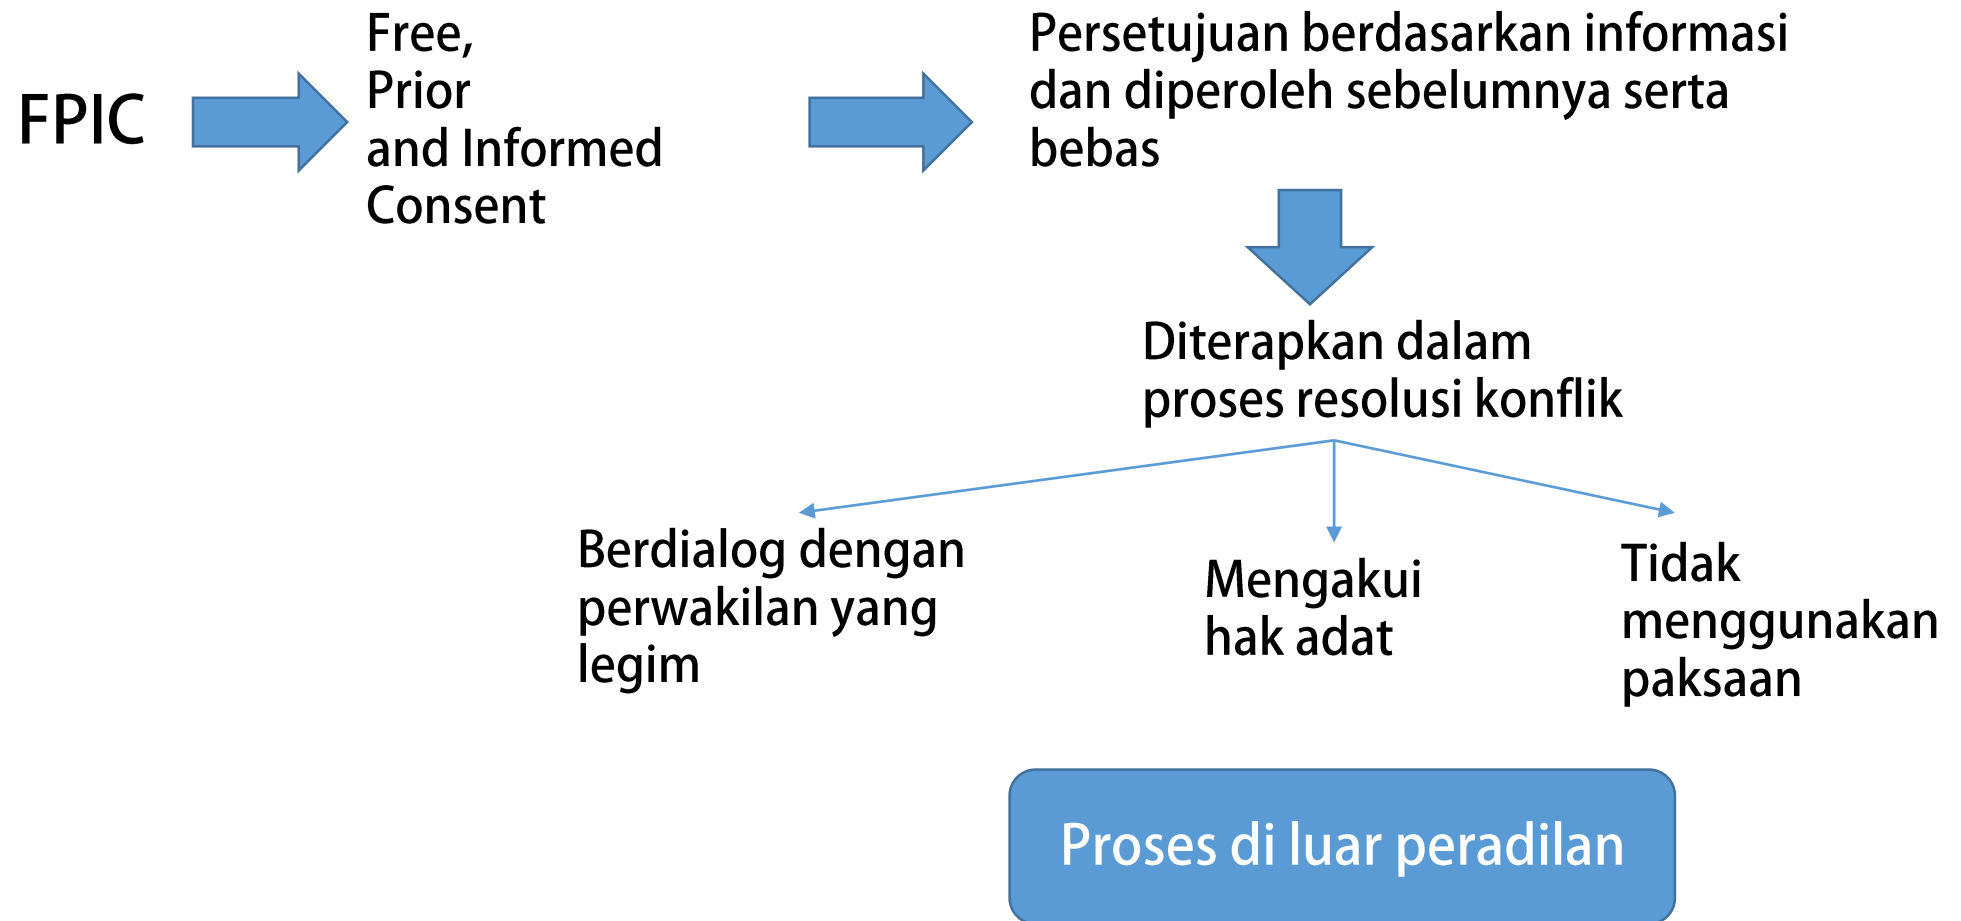 FPIC
Free,
Prior
and Informed
Consent
Persetujuan berdasarkan informasi
dan diperoleh sebelumnya serta
bebas
Diterapkan dalam
proses resolusi konflik
Berdialog dengan
perwakilan yang
legim
Mengakui
hak adat
Tidak
menggunakan
paksaan
Proses di luar peradilan